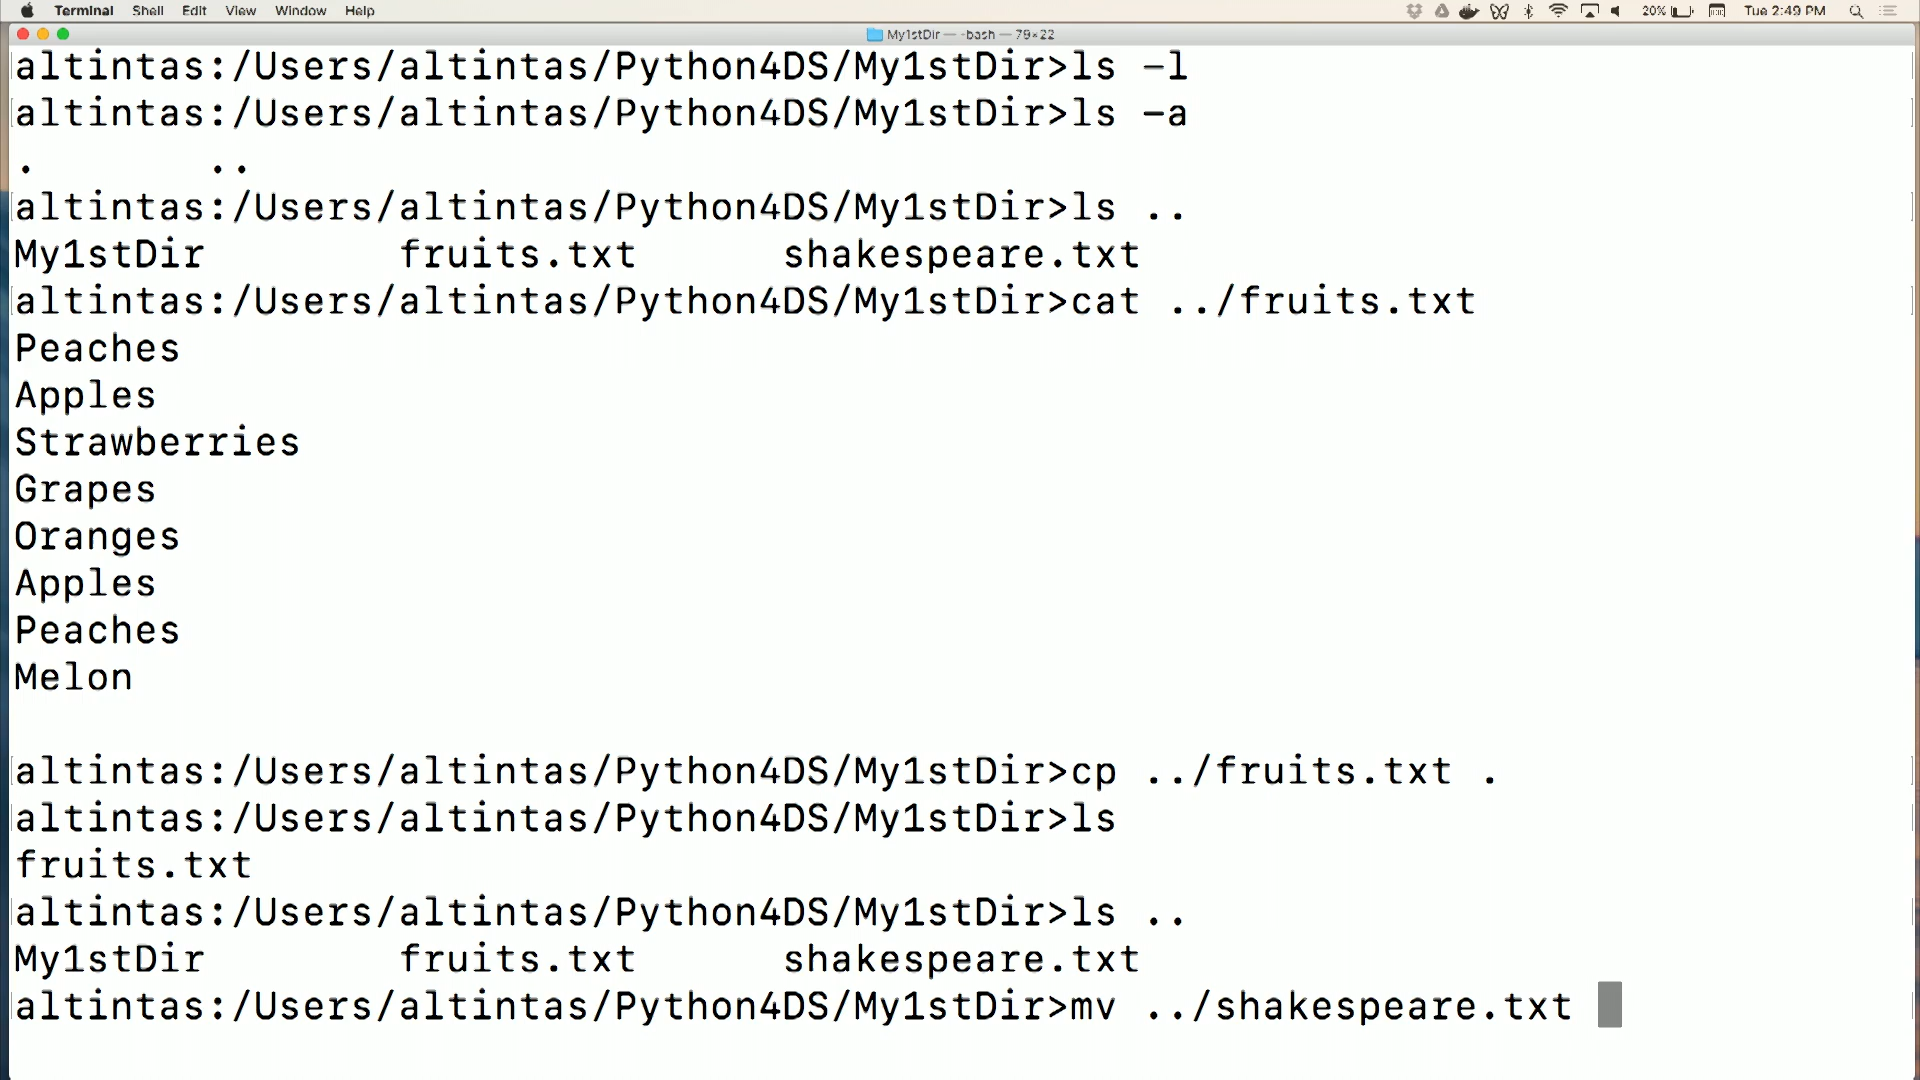 Terminal Shell Edit View Window Help 20% Tue 2:49 PM
My1stDir — -bash — 79×22
altintas:/Users/altintas/Python4DS/My1stDir>ls -l
altintas:/Users/altintas/Python4DS/My1stDir>ls -a
. ..
altintas:/Users/altintas/Python4DS/My1stDir>ls ..
My1stDir fruits.txt shakespeare.txt
altintas:/Users/altintas/Python4DS/My1stDir>cat ../fruits.txt
Peaches
Apples
Strawberries
Grapes
Oranges
Apples
Peaches
Melon
altintas:/Users/altintas/Python4DS/My1stDir>cp ../fruits.txt .
altintas:/Users/altintas/Python4DS/My1stDir>ls
fruits.txt
altintas:/Users/altintas/Python4DS/My1stDir>ls ..
My1stDir fruits.txt shakespeare.txt
altintas:/Users/altintas/Python4DS/My1stDir>mv ../shakespeare.txt